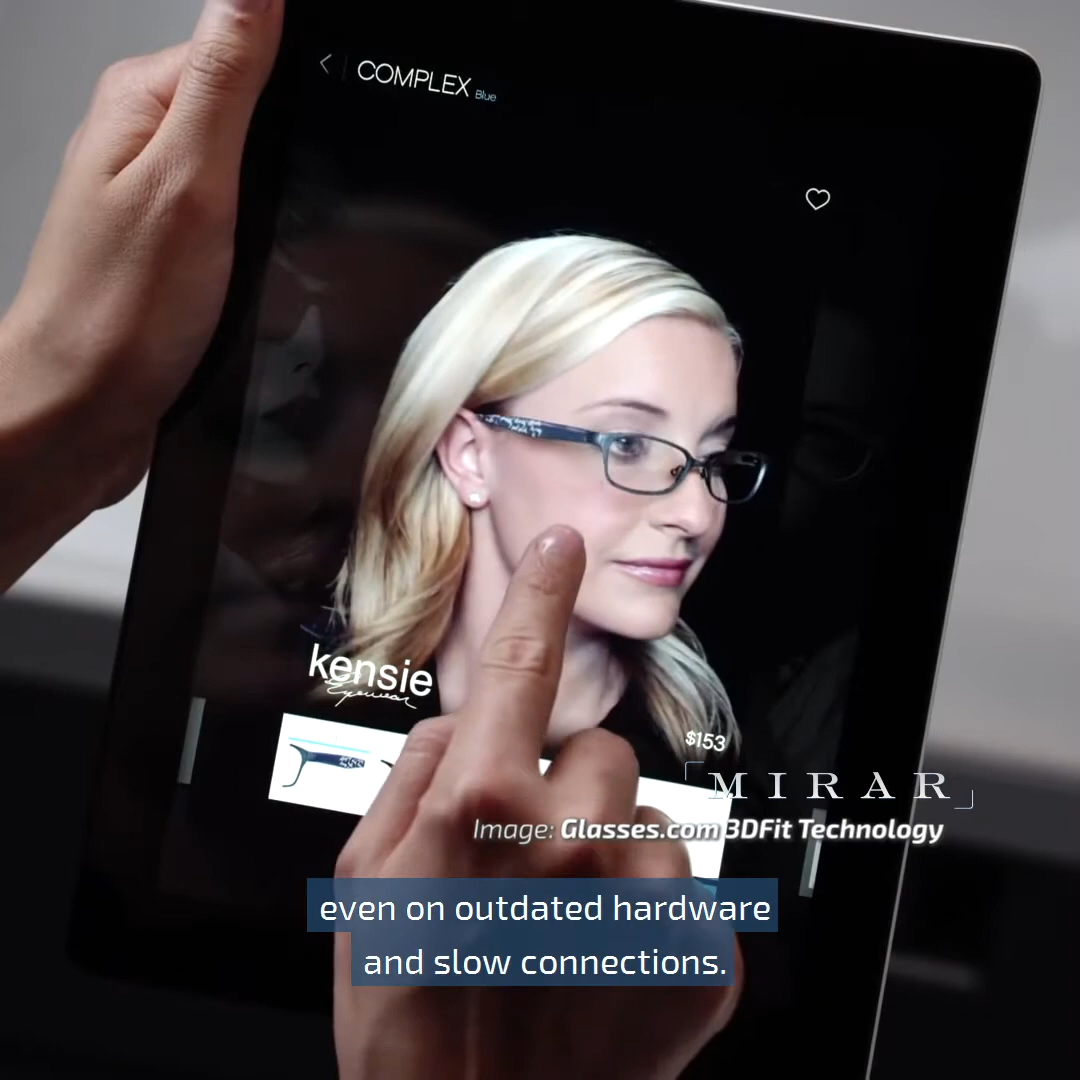 COMPLEX Blue
kensie
Eyewear
$153
MIRAR
Image: Glasses.com 3DFit Technology
even on outdated hardware
and slow connections.